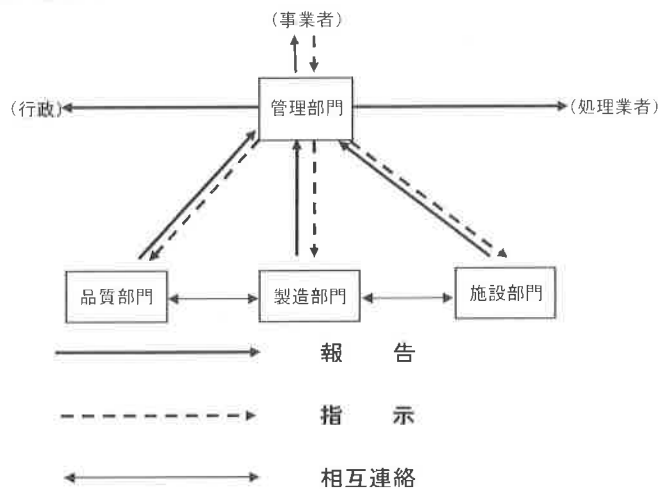 (事業者)
(行政)
管理部門
(処理業者)
品質部門
製造部門
施設部門
報 告
指 示
相互連絡